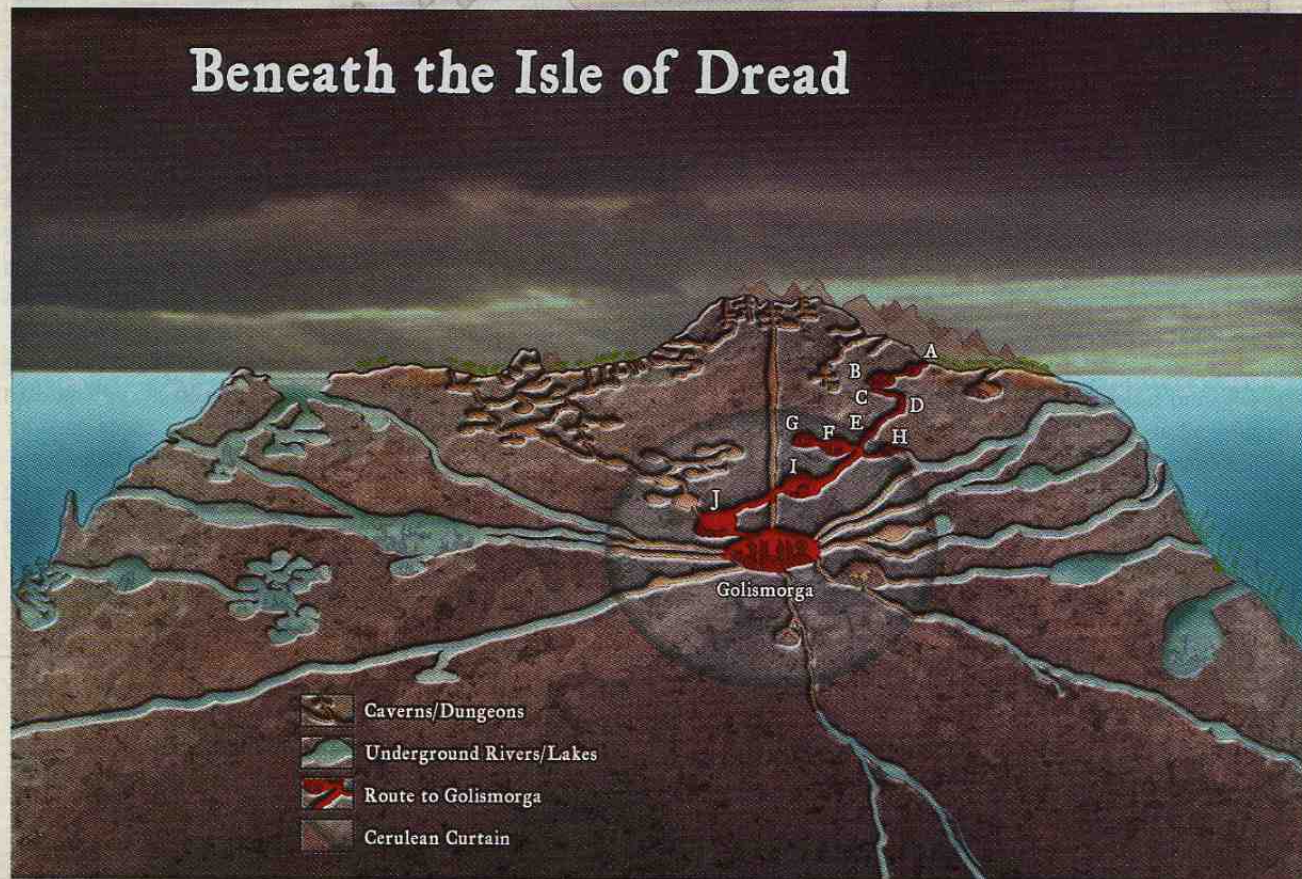 Beneath the Isle of Dread
A
B
C
D
E
G
F
H
I
J
Golismorga
Caverns/Dungeons
Underground Rivers/Lakes
Route to Golismorga
Cerulean Curtain